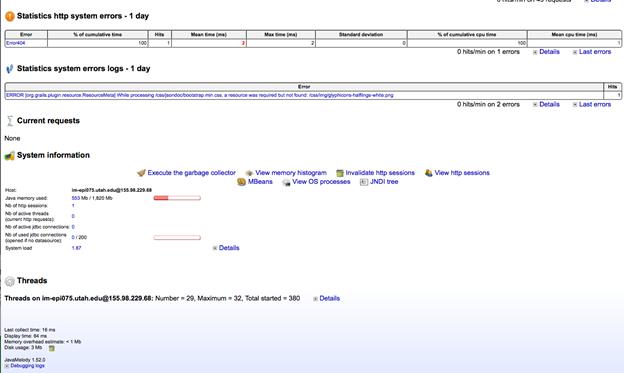 0 hits/min on 45 requests Details
Statistics http system errors - 1 day
Error % of cumulative time Hits Mean time (ms) Max time (ms) Standard deviation % of cumulative cpu time Mean cpu time (ms)
Error404 100 1 2 2 0 100 1
0 hits/min on 1 errors Details Last errors
Statistics system errors logs - 1 day
Error Hits
ERROR [org.grails.plugin.resource.ResourceMeta] While processing /css/jsondoc/bootstrap.min.css, a resource was required but not found: /css/img/glyphicons-halflings-white.png 1
0 hits/min on 2 errors Details Last errors
Current requests
None
System information
Execute the garbage collector View memory histogram Invalidate http sessions View http sessions
MBeans View OS processes JNDI tree
Host: im-epi075.utah.edu@155.98.229.68
Java memory used: 553 Mb / 1,820 Mb
Nb of http sessions: 1
Nb of active threads
(current http requests): 0
Nb of active jdbc connections: 0
Nb of used jdbc connections
(opened if no datasource): 0 / 200
System load 1.67 Details
Threads
Threads on im-epi075.utah.edu@155.98.229.68: Number = 29, Maximum = 32, Total started = 380 Details
Last collect time: 16 ms
Display time: 64 ms
Memory overhead estimate: < 1 Mb
Disk usage: 3 Mb
JavaMelody 1.52.0
Debugging logs